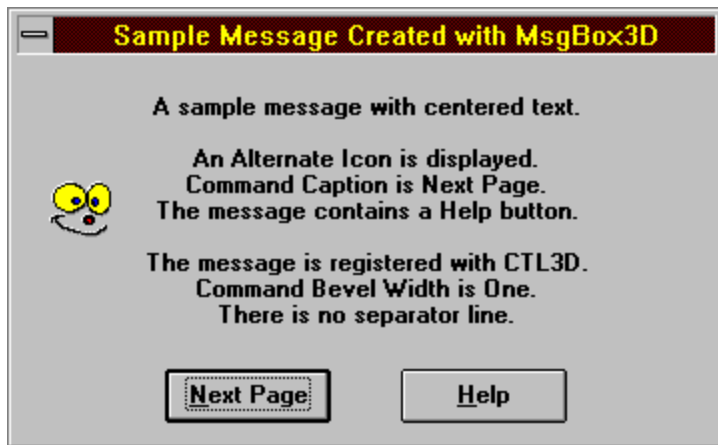 Sample Message Created with MsgBox3D
A sample message with centered text.
An Alternate Icon is displayed.
Command Caption is Next Page.
The message contains a Help button.
The message is registered with CTL3D.
Command Bevel Width is One.
There is no separator line.
Next Page
Help